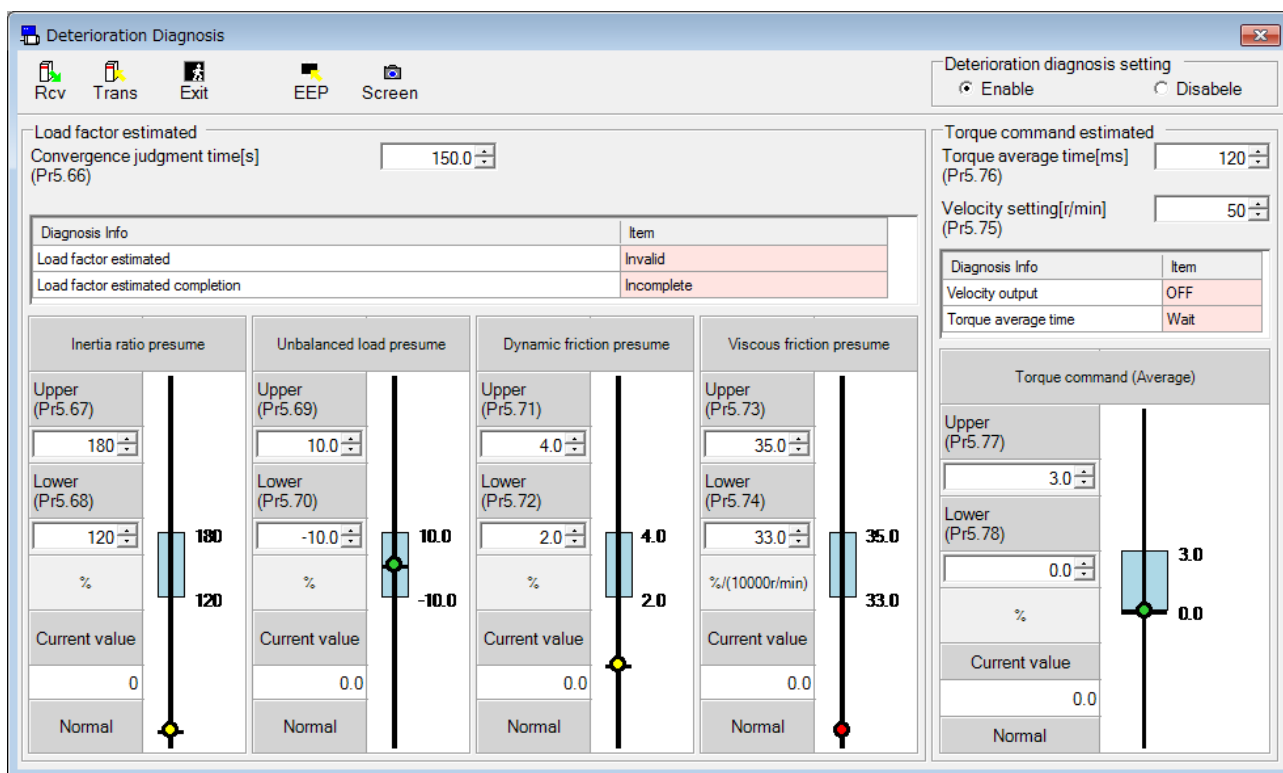 Deterioration Diagnosis
Rcv Trans Exit EEP Screen
Deterioration diagnosis setting
Enable Disabele
Load factor estimated
Convergence judgment time[s]
(Pr5.66)
150.0
Diagnosis Info Item
Load factor estimated Invalid
Load factor estimated completion Incomplete
Inertia ratio presume
Upper
(Pr5.67)
180
Lower
(Pr5.68)
120
%
Current value
0
Normal
180
120
Unbalanced load presume
Upper
(Pr5.69)
10.0
Lower
(Pr5.70)
-10.0
%
Current value
0.0
Normal
10.0
-10.0
Dynamic friction presume
Upper
(Pr5.71)
4.0
Lower
(Pr5.72)
2.0
%
Current value
0.0
Normal
4.0
2.0
Viscous friction presume
Upper
(Pr5.73)
35.0
Lower
(Pr5.74)
33.0
%/(10000r/min)
Current value
0.0
Normal
35.0
33.0
Torque command estimated
Torque average time[ms]
(Pr5.76)
120
Velocity setting[r/min]
(Pr5.75)
50
Diagnosis Info Item
Velocity output OFF
Torque average time Wait
Torque command (Average)
Upper
(Pr5.77)
3.0
Lower
(Pr5.78)
0.0
%
Current value
0.0
Normal
3.0
0.0